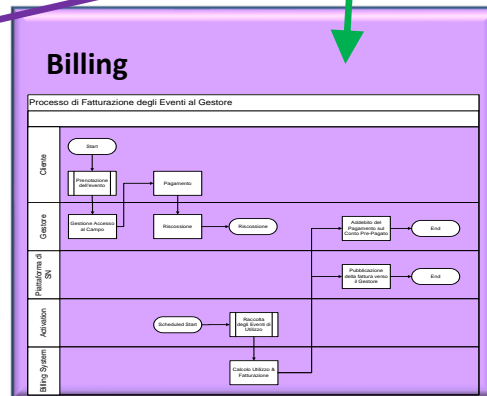 Billing
Processo di Fatturazione degli Eventi al Gestore
Cliente
Start
Prenotazione
dell'evento
Pagamento
Gestore
Gestione Accesso
al Campo
Riscossione
Riscossione
Addebito del
Pagamento sul
Conto Pre-Pagato
End
Piattaforma di
SN
Pubblicazione
della fattura verso
il Gestore
End
Activation
Scheduled Start
Raccolta
degli Eventi di
Utilizzo
Billing System
Calcolo Utilizzo &
Fatturazione